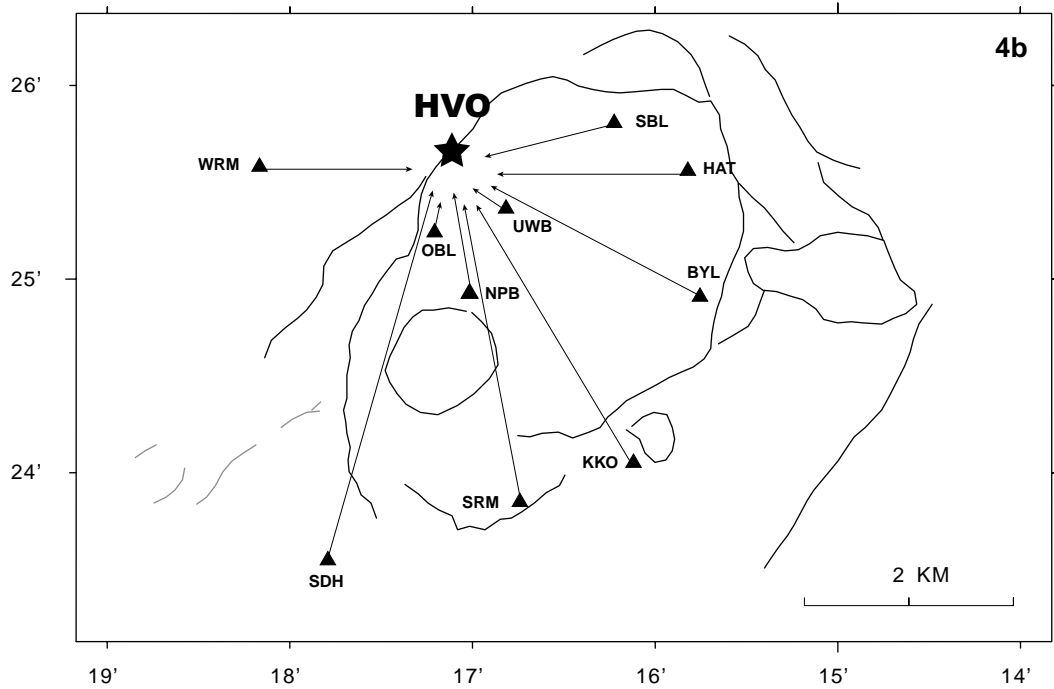 4b
26’
HVO
SBL
WRM
HAT
UWB
OBL
25’
BYL
NPB
24’
KKO
SRM
2 KM
SDH
19’ 18’ 17’ 16’ 15’ 14’